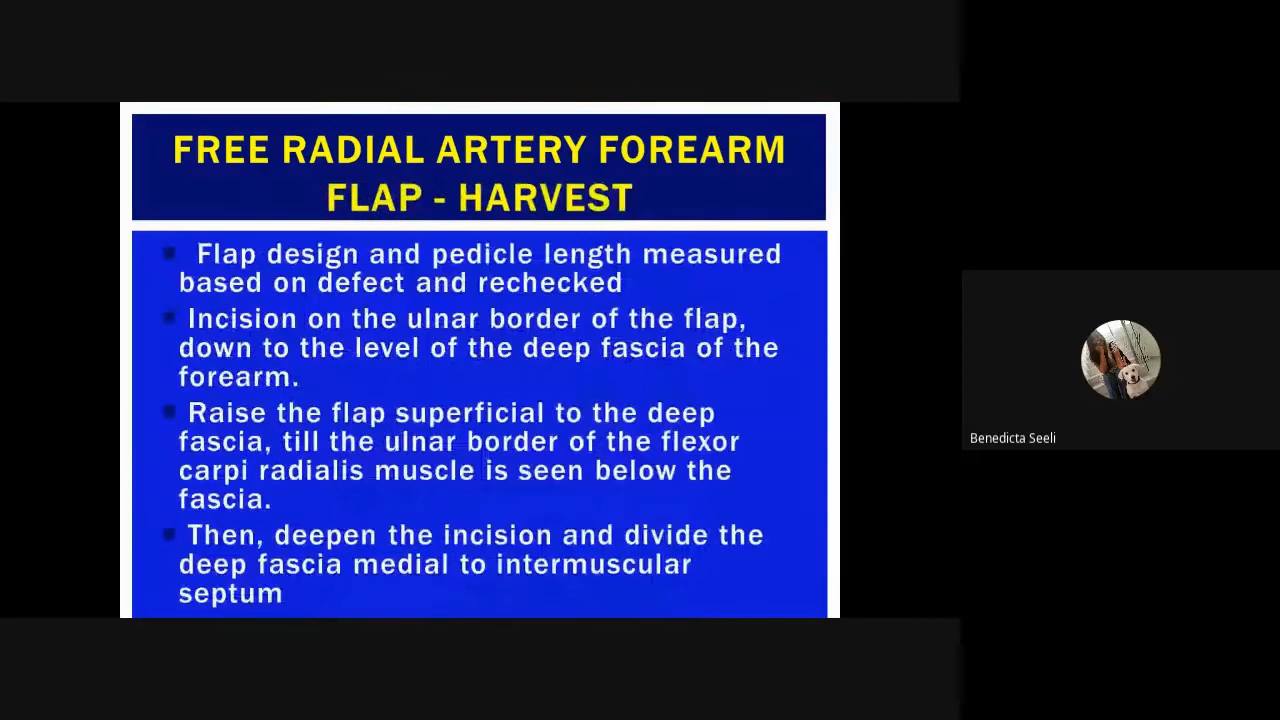 FREE RADIAL ARTERY FOREARM
FLAP - HARVEST
Flap design and pedicle length measured
based on defect and rechecked
Incision on the ulnar border of the flap,
down to the level of the deep fascia of the
forearm.
Raise the flap superficial to the deep
fascia, till the ulnar border of the flexor
carpi radialis muscle is seen below the
fascia.
Then, deepen the incision and divide the
deep fascia medial to intermuscular
septum
Benedicta Seeli